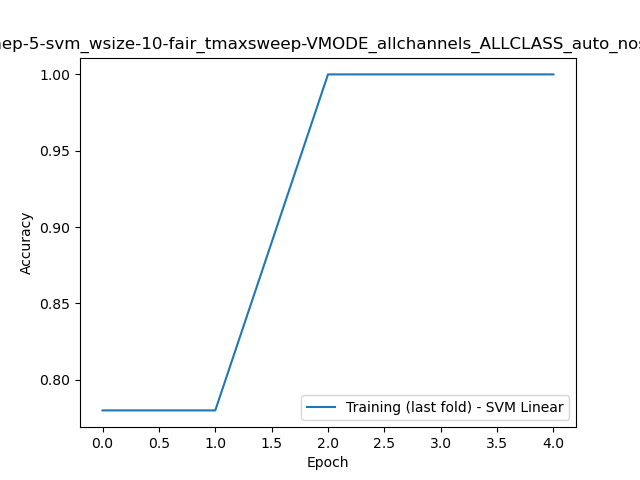 ep-5-svm_wsize-10-fair_tmaxsweep-VMODE_allchannels_ALLCLASS_auto_nos
1.00
0.95
0.90
0.85
0.80
Accuracy
Training (last fold) - SVM Linear
0.0 0.5 1.0 1.5 2.0 2.5 3.0 3.5 4.0
Epoch